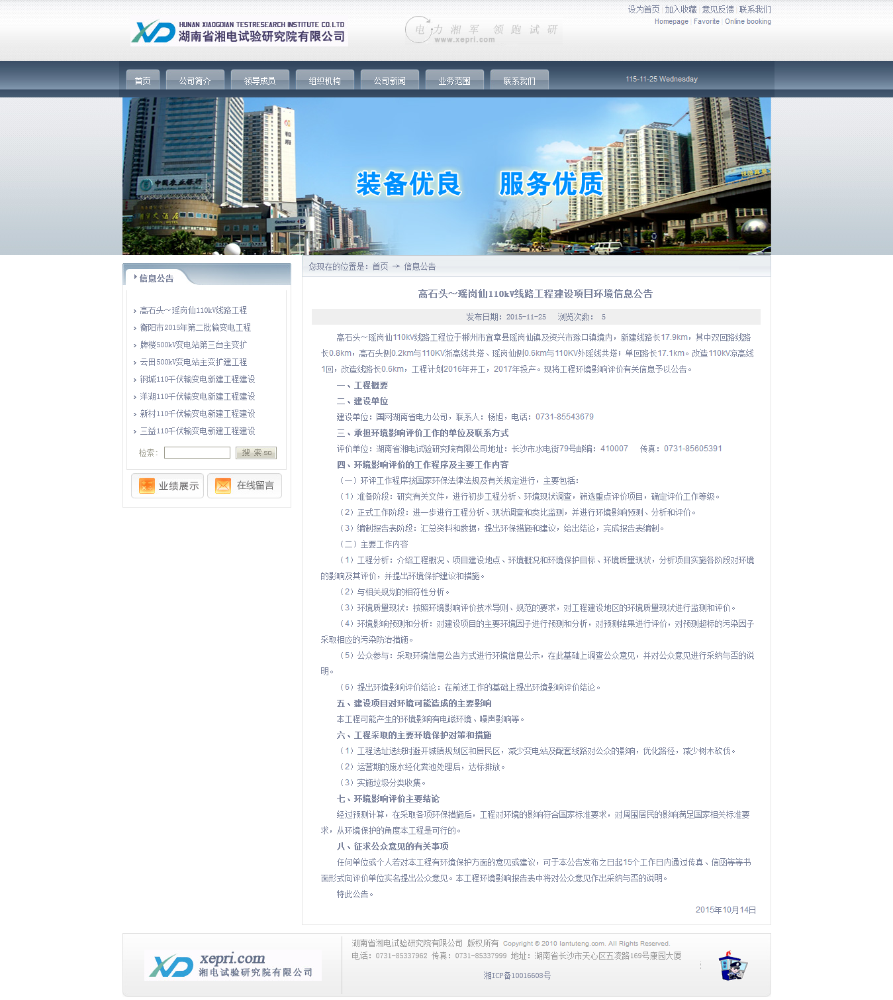 设为首页 | 加入收藏 | 意见反馈 | 联系我们
Homepage | Favorite | Online booking
HUNAN XIAOGDIAN TESTRESEARCH INSTITUTE CO.LTD
湖南省湘电试验研究院有限公司
电力湘军 领跑试研
www.xepri.com
首页 公司简介 领导成员 组织机构 公司新闻 业务范围 联系我们
115-11-25 Wednesday
和府
中国农业银行
装备优良 服务优质
信息公告
高石头～瑶岗仙110kV线路工程
衡阳市2015年第二批输变电工程
牌楼500kV变电站第三台主变扩
云田500kV变电站主变扩建工程
钢城110千伏输变电新建工程建设
洋湖110千伏输变电新建工程建设
新村110千伏输变电新建工程建设
三益110千伏输变电新建工程建设
检索：
搜 索 so
业绩展示
在线留言
您现在的位置是：首页 → 信息公告
高石头～瑶岗仙110kV线路工程建设项目环境信息公告
发布日期：2015-11-25 浏览次数： 5
高石头～瑶岗仙110kV线路工程位于郴州市宜章县瑶岗仙镇及资兴市滁口镇境内，新建线路长17.9km，其中双回路线路
长0.8km，高石头侧0.2km与110KV浙高线共塔、瑶岗仙侧0.6km与110KV外瑶线共塔；单回路长17.1km。改造110kV凉高线
1回，改造线路长0.6km，工程计划2016年开工，2017年投产。现将工程环境影响评价有关信息予以公告。
一、工程概要
二、建设单位
建设单位：国网湖南省电力公司，联系人：杨旭，电话：0731-85543679
三、承担环境影响评价工作的单位及联系方式
评价单位：湖南省湘电试验研究院有限公司地址：长沙市水电街79号邮编：410007 传真：0731-85605391
四、环境影响评价的工作程序及主要工作内容
（一）环评工作程序按国家环保法律法规及有关规定进行，主要包括：
（1）准备阶段：研究有关文件，进行初步工程分析、环境现状调查，筛选重点评价项目，确定评价工作等级。
（2）正式工作阶段：进一步进行工程分析、现状调查和类比监测，并进行环境影响预测、分析和评价。
（3）编制报告表阶段：汇总资料和数据，提出环保措施和建议，给出结论，完成报告表编制。
（二）主要工作内容
（1）工程分析：介绍工程概况、项目建设地点、环境概况和环境保护目标、环境质量现状，分析项目实施各阶段对环境
的影响及其评价，并提出环境保护建议和措施。
（2）与相关规划的相符性分析。
（3）环境质量现状：按照环境影响评价技术导则、规范的要求，对工程建设地区的环境质量现状进行监测和评价。
（4）环境影响预测和分析：对建设项目的主要环境因子进行预测和分析，对预测结果进行评价，对预测超标的污染因子
采取相应的污染防治措施。
（5）公众参与：采取环境信息公告方式进行环境信息公示，在此基础上调查公众意见，并对公众意见进行采纳与否的说
明。
（6）提出环境影响评价结论：在前述工作的基础上提出环境影响评价结论。
五、建设项目对环境可能造成的主要影响
本工程可能产生的环境影响有电磁环境、噪声影响等。
六、工程采取的主要环境保护对策和措施
（1）工程选址选线时避开城镇规划区和居民区，减少变电站及配套线路对公众的影响，优化路径，减少树木砍伐。
（2）运营期的废水经化粪池处理后，达标排放。
（3）实施垃圾分类收集。
七、环境影响评价主要结论
经过预测计算，在采取各项环保措施后，工程对环境的影响符合国家标准要求，对周围居民的影响满足国家相关标准要
求，从环境保护的角度本工程是可行的。
八、征求公众意见的有关事项
任何单位或个人若对本工程有环境保护方面的意见或建议，可于本公告发布之日起15个工作日内通过传真、信函等等书
面形式向评价单位实名提出公众意见。本工程环境影响报告表中将对公众意见作出采纳与否的说明。
特此公告。
2015年10月14日
xepri.com
湘电试验研究院有限公司
湖南省湘电试验研究院有限公司 版权所有 Copyright © 2010 lantuteng.com. All Rights Reserved.
电话：0731-85337962 传真：0731-85337999 地址：湖南省长沙市天心区五凌路169号康园大厦
湘ICP备10016608号